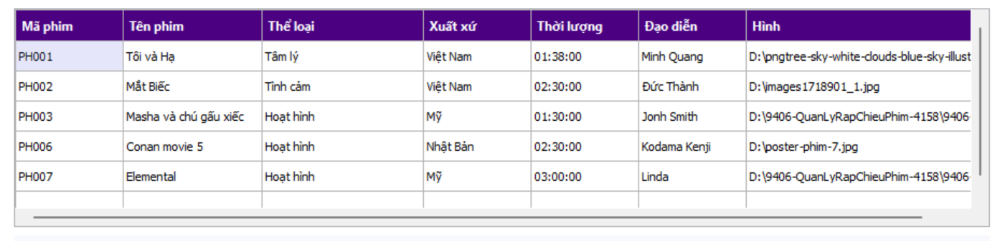 Mã phim Tên phim Thể loại Xuất xứ Thời lượng Đạo diễn Hình
PH001 Tôi và Hạ Tâm lý Việt Nam 01:38:00 Minh Quang D:\pngtree-sky-white-clouds-blue-sky-illust
PH002 Mắt Biếc Tình cảm Việt Nam 02:30:00 Đức Thành D:\images1718901_1.jpg
PH003 Masha và chú gấu xiếc Hoạt hình Mỹ 01:30:00 Jonh Smith D:\9406-QuanLyRapChieuPhim-4158\9406-
PH006 Conan movie 5 Hoạt hình Nhật Bản 02:30:00 Kodama Kenji D:\poster-phim-7.jpg
PH007 Elemental Hoạt hình Mỹ 03:00:00 Linda D:\9406-QuanLyRapChieuPhim-4158\9406-